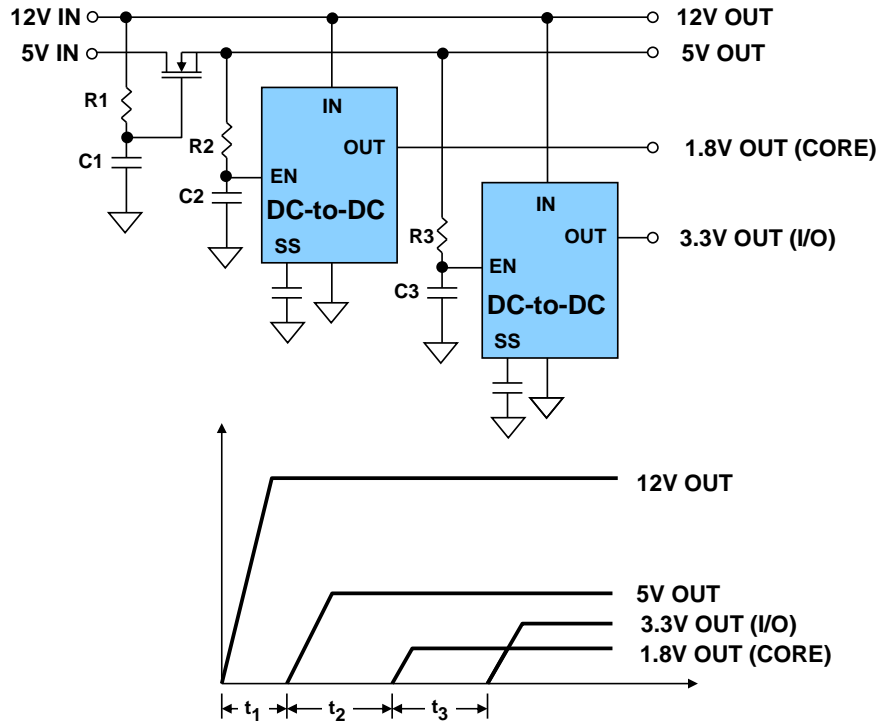 12V IN
12V OUT
5V IN
5V OUT
R1
C1
R2
C2
IN
OUT
EN
DC-to-DC
SS
1.8V OUT (CORE)
R3
C3
IN
OUT
EN
DC-to-DC
SS
3.3V OUT (I/O)
12V OUT
5V OUT
3.3V OUT (I/O)
1.8V OUT (CORE)
t1
t2
t3